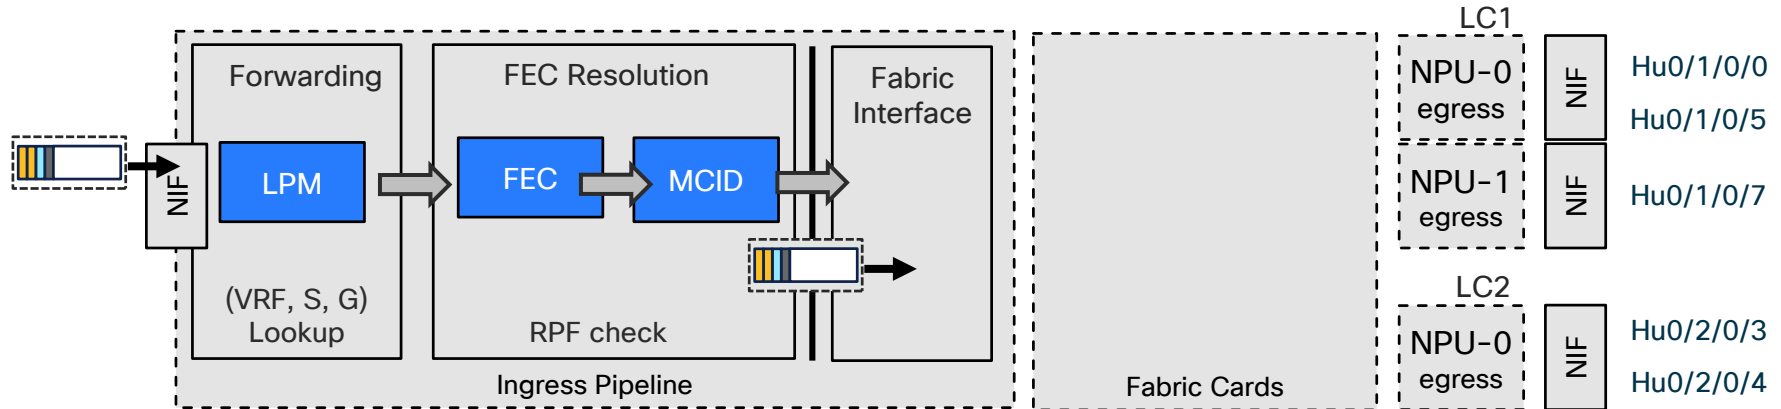 NIF
Forwarding
LPM
(VRF, S, G)
Lookup
FEC Resolution
FEC
MCID
RPF check
Fabric
Interface
Ingress Pipeline
Fabric Cards
LC1
NPU-0
egress
NIF
Hu0/1/0/0
Hu0/1/0/5
NPU-1
egress
NIF
Hu0/1/0/7
LC2
NPU-0
egress
NIF
Hu0/2/0/3
Hu0/2/0/4